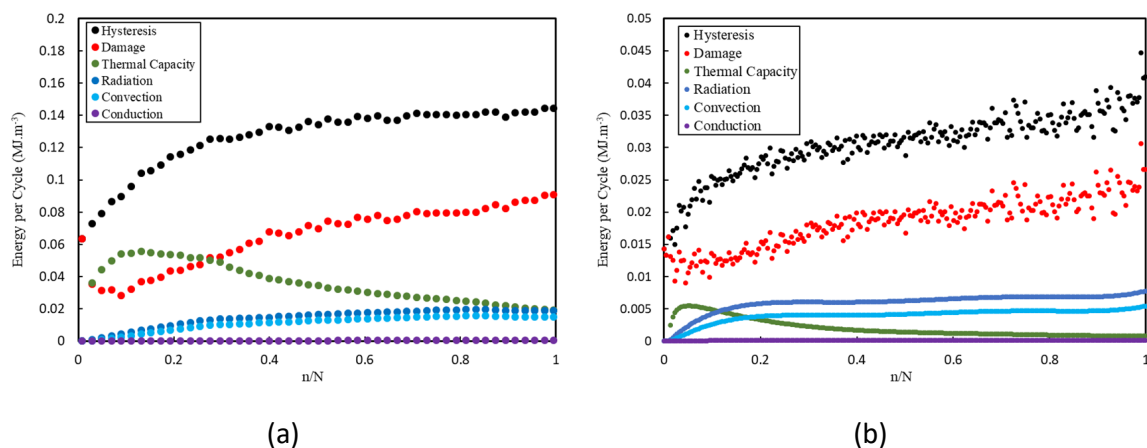 0.2
0.18
0.16
0.14
0.12
0.1
0.08
0.06
0.04
0.02
0
Energy per Cycle (MJ.m⁻³)
Hysteresis
Damage
Thermal Capacity
Radiation
Convection
Conduction
0 0.2 0.4 0.6 0.8 1
n/N
(a)
0.05
0.045
0.04
0.035
0.03
0.025
0.02
0.015
0.01
0.005
0
Energy per Cycle (MJ.m⁻³)
Hysteresis
Damage
Thermal Capacity
Radiation
Convection
Conduction
0 0.2 0.4 0.6 0.8 1
n/N
(b)